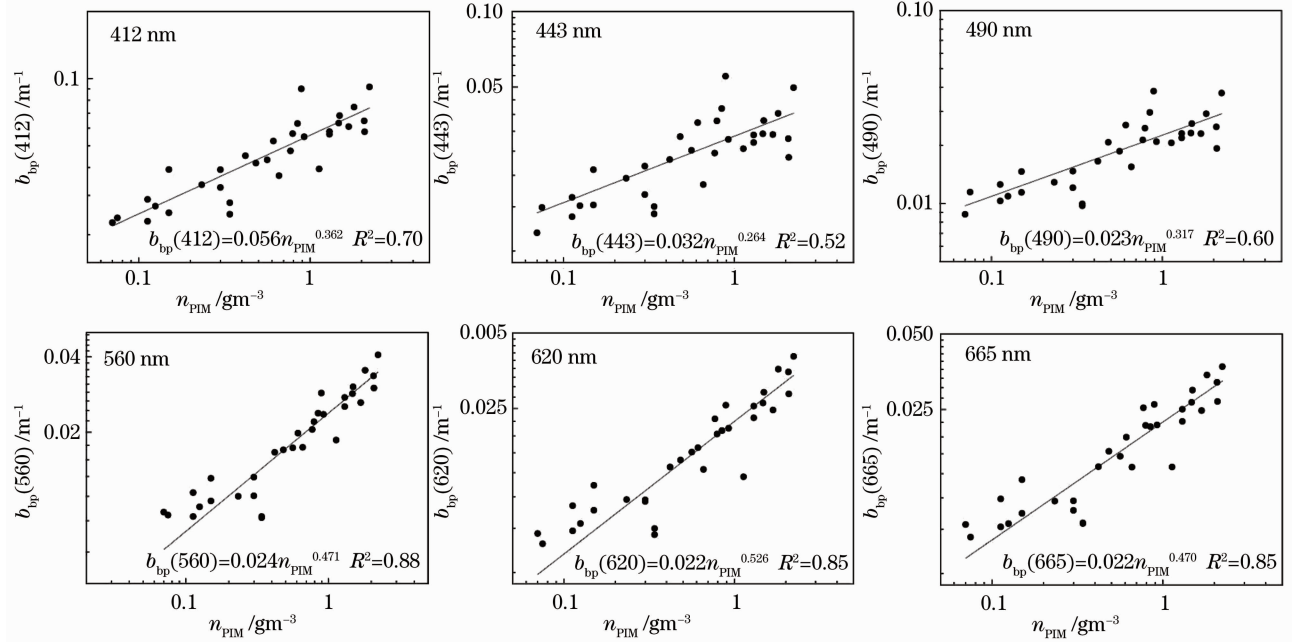 412 nm
0.1
b_bp(412) /m⁻¹
b_bp(412)=0.056n_PIM^0.362 R²=0.70
0.1 1
n_PIM /gm⁻³
443 nm
0.10
0.05
b_bp(443) /m⁻¹
b_bp(443)=0.032n_PIM^0.264 R²=0.52
0.1 1
n_PIM /gm⁻³
490 nm
0.10
0.01
b_bp(490) /m⁻¹
b_bp(490)=0.023n_PIM^0.317 R²=0.60
0.1 1
n_PIM /gm⁻³
560 nm
0.04
0.02
b_bp(560) /m⁻¹
b_bp(560)=0.024n_PIM^0.471 R²=0.88
0.1 1
n_PIM /gm⁻³
620 nm
0.005
0.025
b_bp(620) /m⁻¹
b_bp(620)=0.022n_PIM^0.526 R²=0.85
0.1 1
n_PIM /gm⁻³
665 nm
0.050
0.025
b_bp(665) /m⁻¹
b_bp(665)=0.022n_PIM^0.470 R²=0.85
0.1 1
n_PIM /gm⁻³